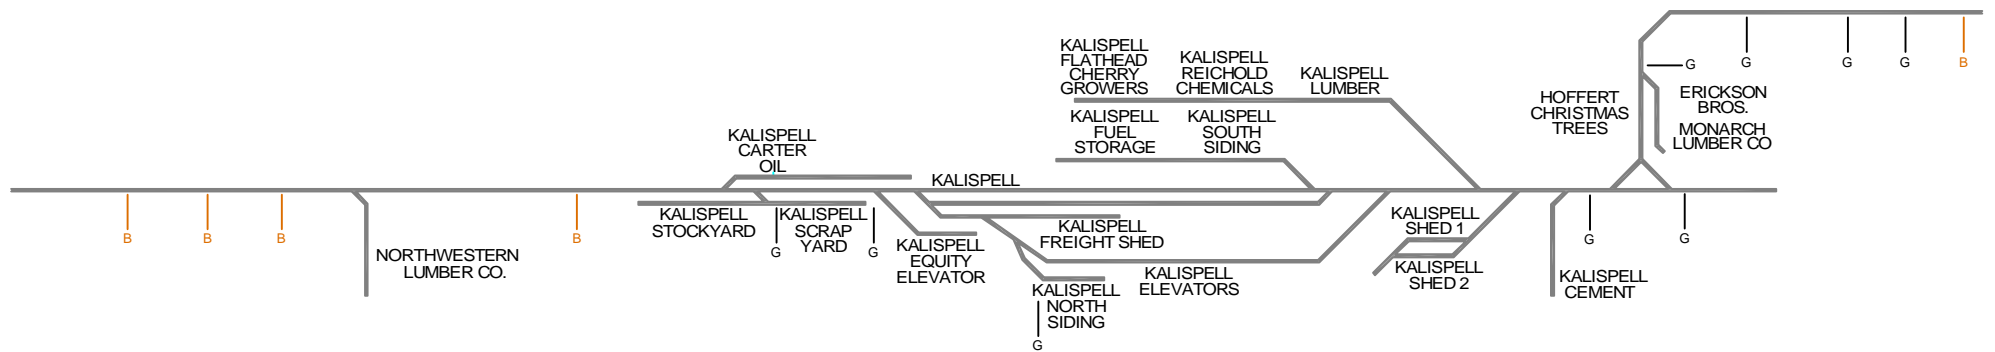 KALISPELL
FLATHEAD
CHERRY
GROWERS
KALISPELL
REICHOLD
CHEMICALS
KALISPELL
LUMBER
G
G
G
G
B
HOFFERT
CHRISTMAS
TREES
ERICKSON
BROS.
MONARCH
LUMBER CO
KALISPELL
FUEL
STORAGE
KALISPELL
SOUTH
SIDING
KALISPELL
CARTER
OIL
KALISPELL
B
B
B
NORTHWESTERN
LUMBER CO.
B
KALISPELL
STOCKYARD
G
KALISPELL
SCRAP
YARD
G
KALISPELL
EQUITY
ELEVATOR
KALISPELL
FREIGHT SHED
KALISPELL
NORTH
SIDING
G
KALISPELL
ELEVATORS
KALISPELL
SHED 1
KALISPELL
SHED 2
KALISPELL
CEMENT
G
G